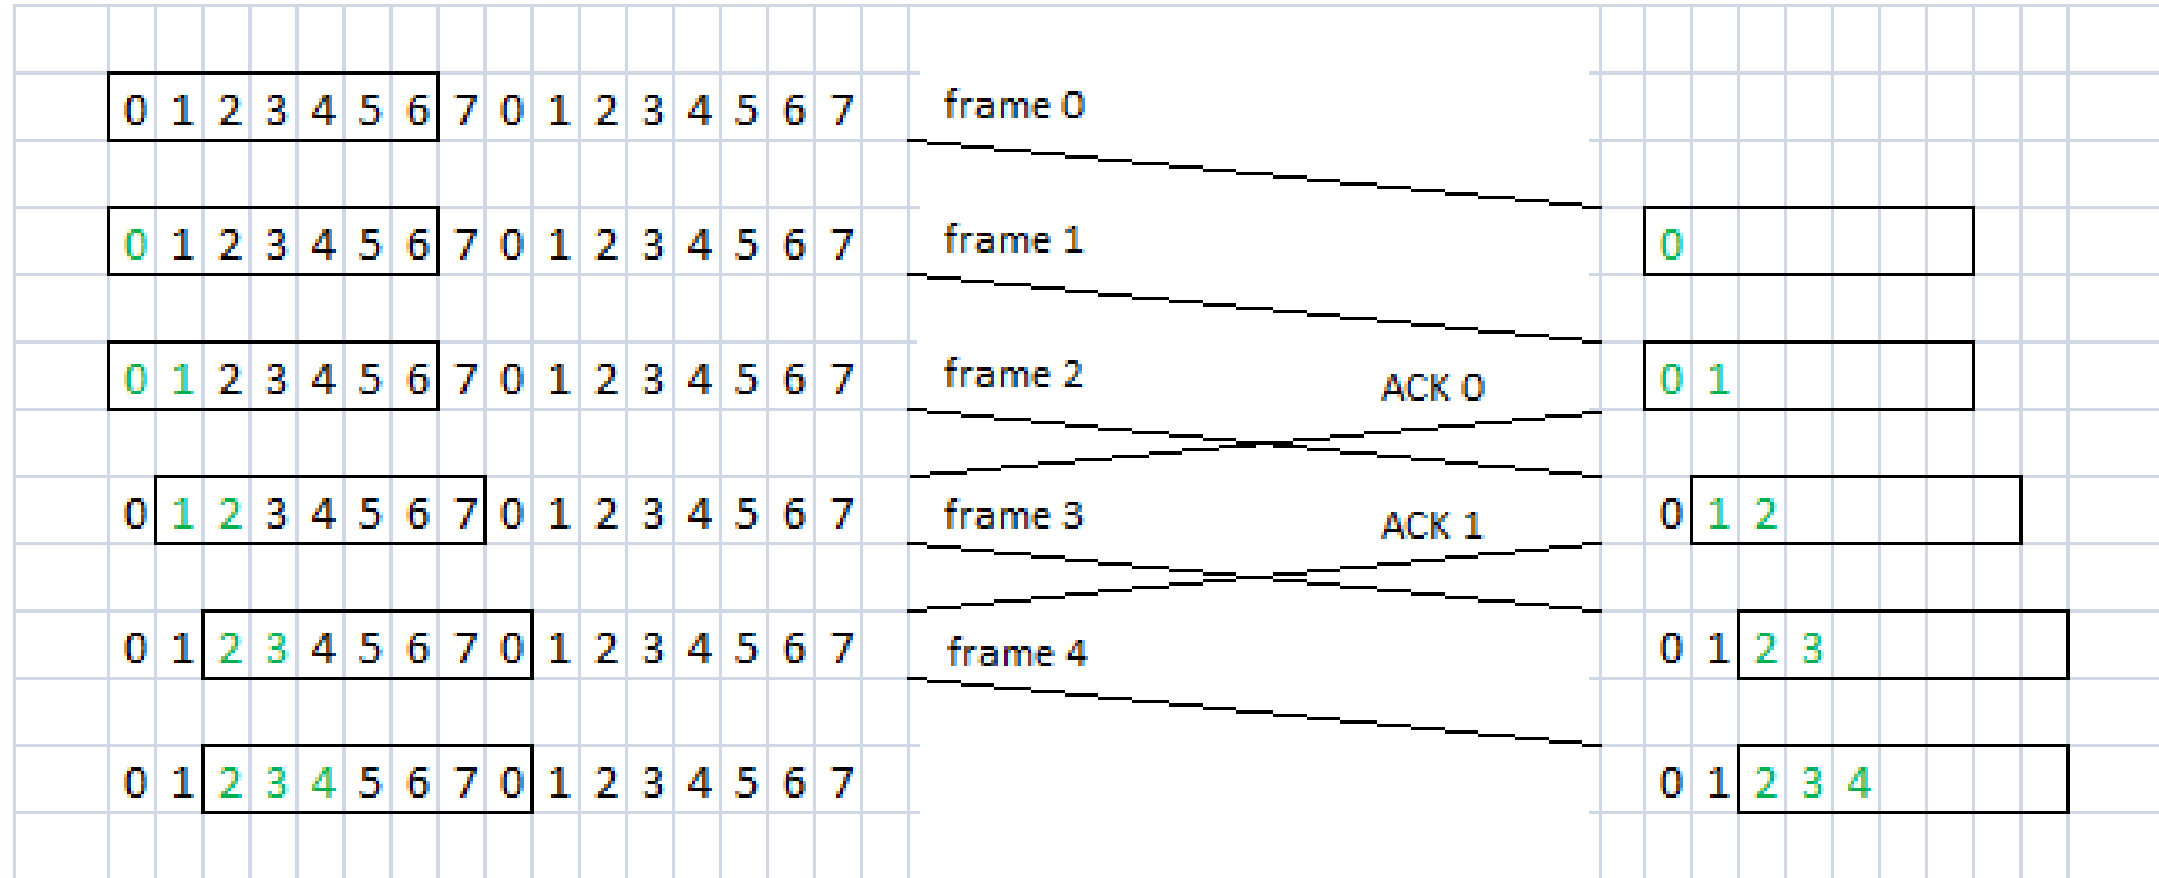 0 1 2 3 4 5 6 7 0 1 2 3 4 5 6 7 frame 0
0 1 2 3 4 5 6 7 0 1 2 3 4 5 6 7 frame 1 0
0 1 2 3 4 5 6 7 0 1 2 3 4 5 6 7 frame 2 ACK 0 0 1
0 1 2 3 4 5 6 7 0 1 2 3 4 5 6 7 frame 3 ACK 1 0 1 2
0 1 2 3 4 5 6 7 0 1 2 3 4 5 6 7 frame 4 0 1 2 3
0 1 2 3 4 5 6 7 0 1 2 3 4 5 6 7 0 1 2 3 4